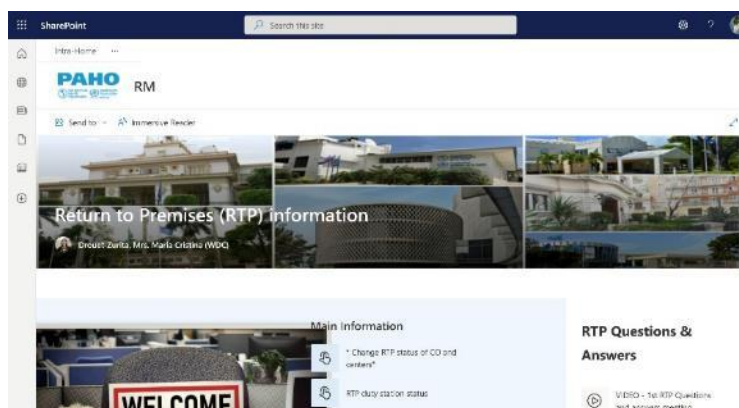 SharePoint
Search this site
?
Intra-Home ...
PAHO
RM
Send to
Immersive Reader
Return to Premises (RTP) information
Drouet Zurita, Mrs. Maria Cristina (WDC)
WELCOME
Main Information
* Change RTP status of CO and
centers*
RTP duty station status
RTP Questions &
Answers
VIDEO - 1st RTP Questions
and answers meeting